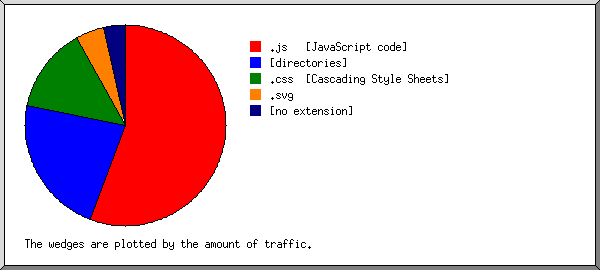 .js [JavaScript code]
[directories]
.css [Cascading Style Sheets]
.svg
[no extension]
The wedges are plotted by the amount of traffic.